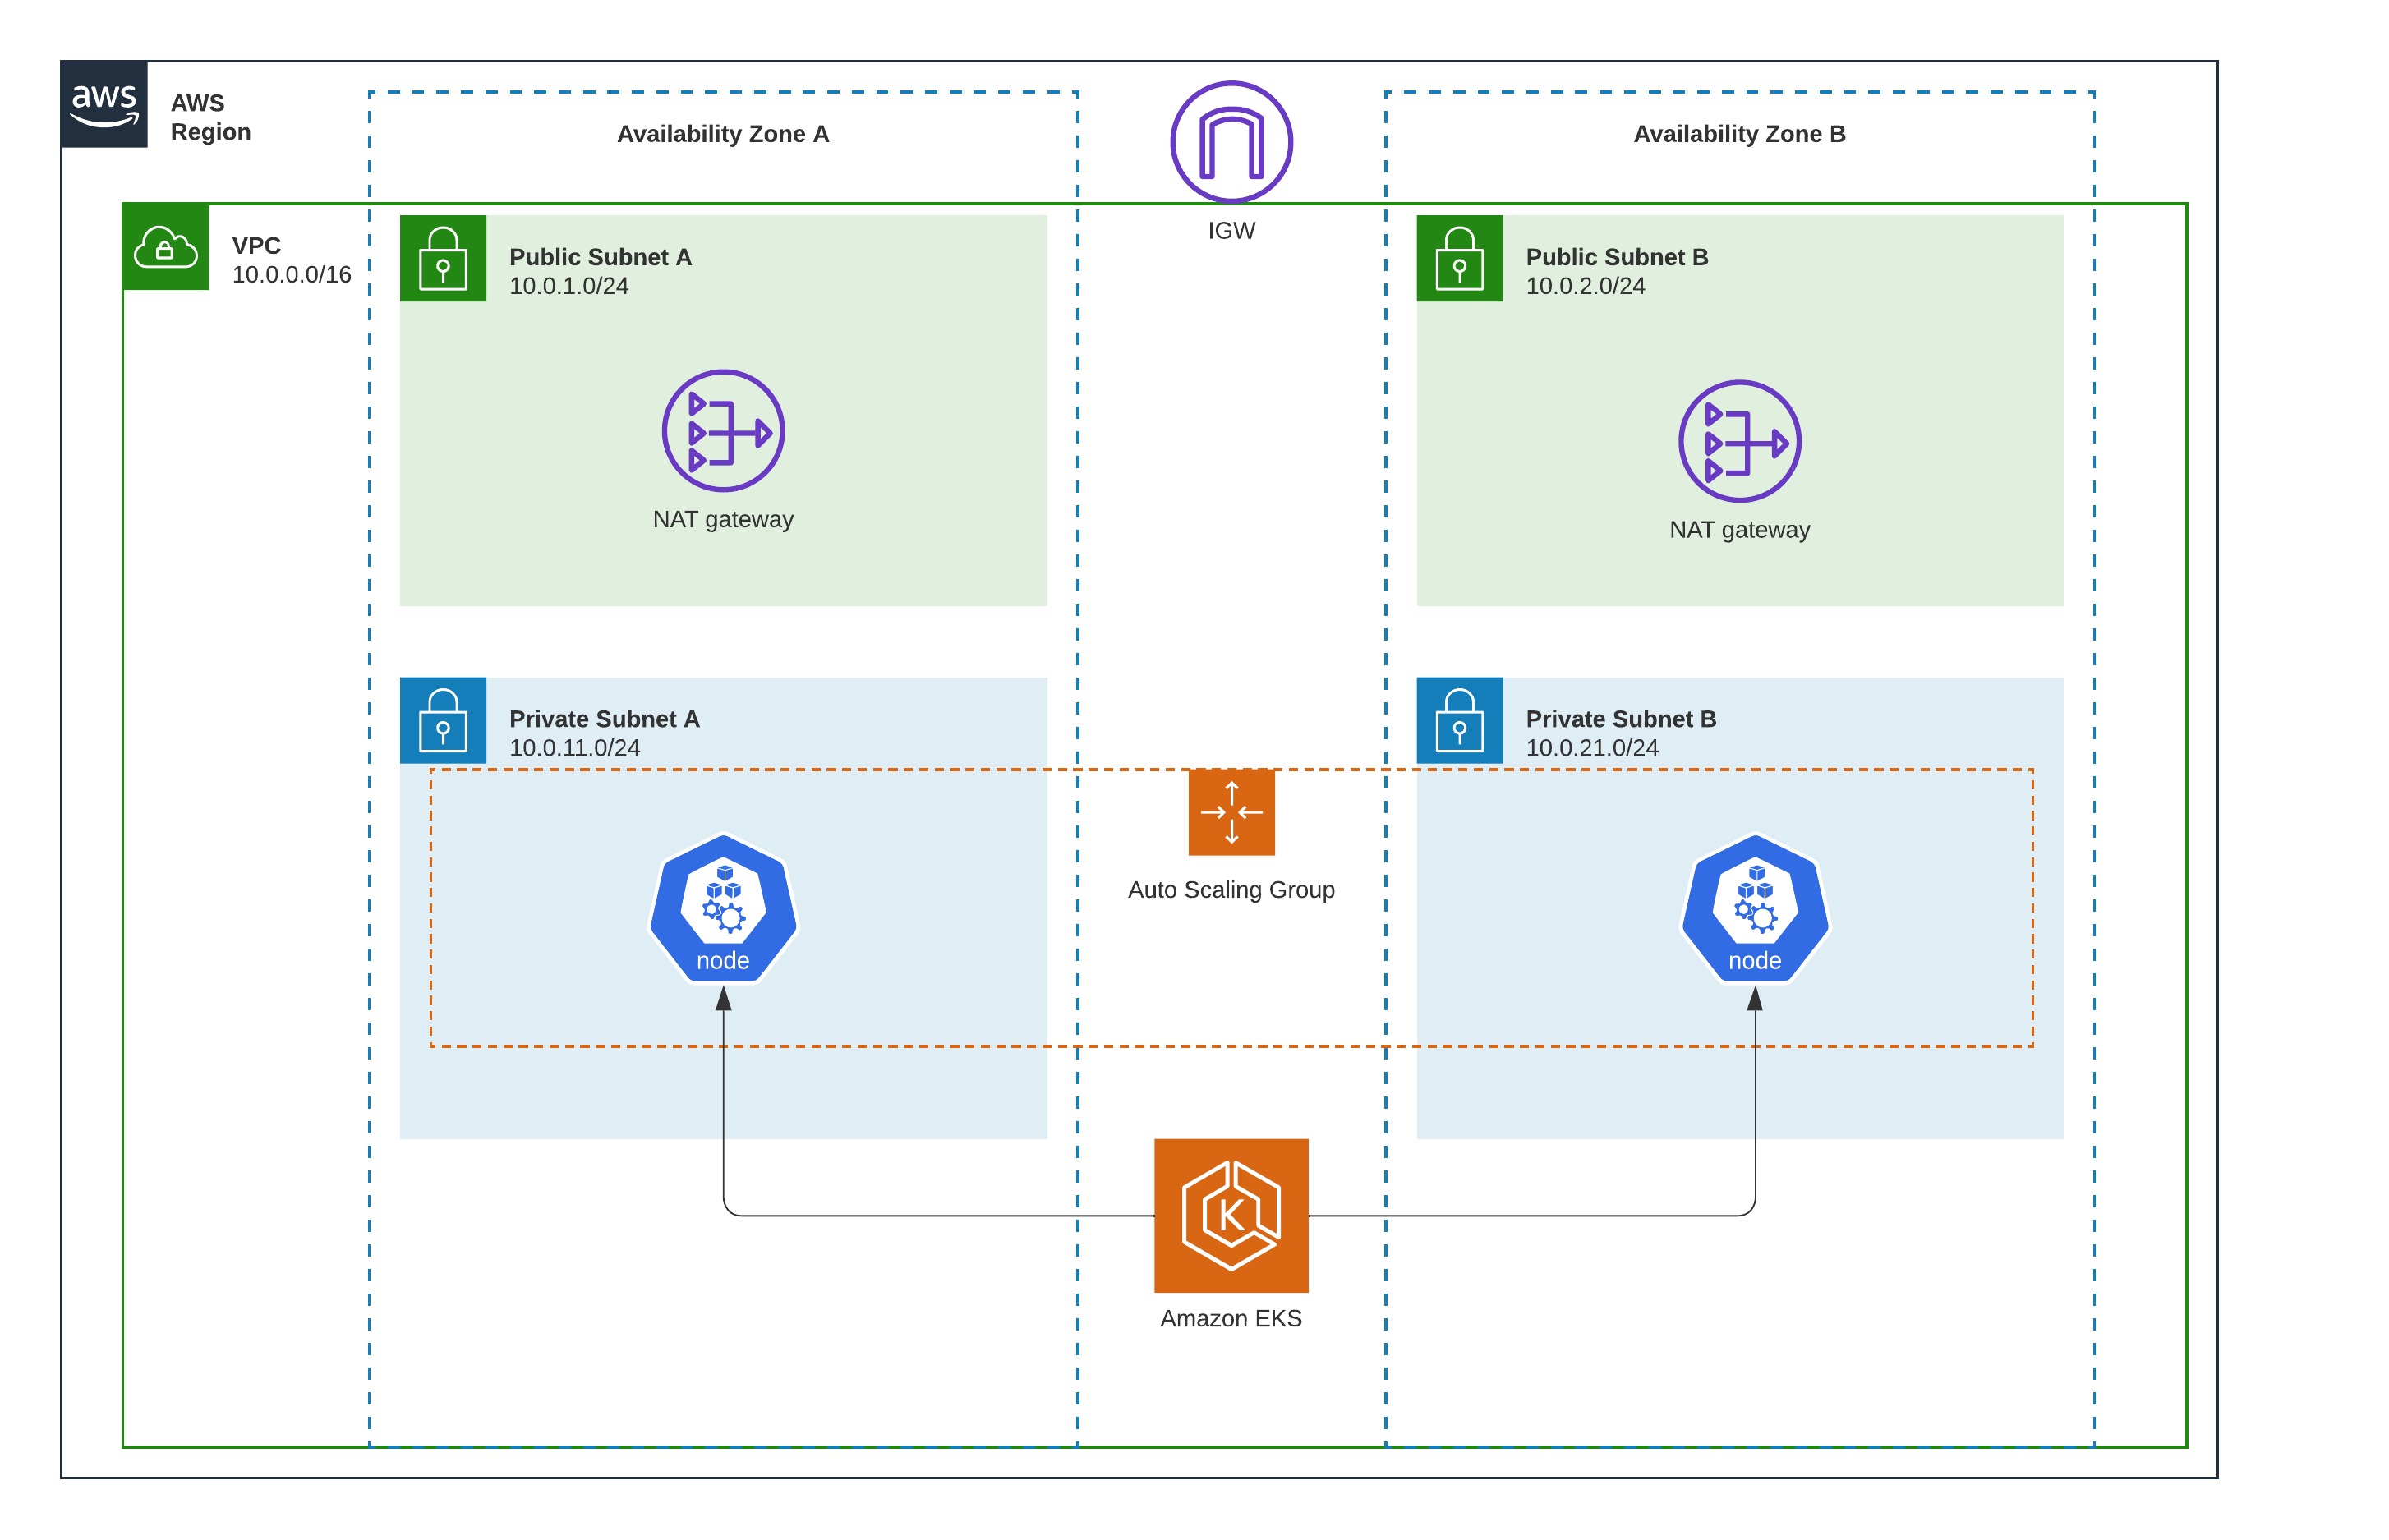 aws
AWS
Region
Availability Zone A
Availability Zone B
IGW
VPC
10.0.0.0/16
Public Subnet A
10.0.1.0/24
Public Subnet B
10.0.2.0/24
NAT gateway
NAT gateway
Private Subnet A
10.0.11.0/24
Private Subnet B
10.0.21.0/24
Auto Scaling Group
node
node
K
Amazon EKS